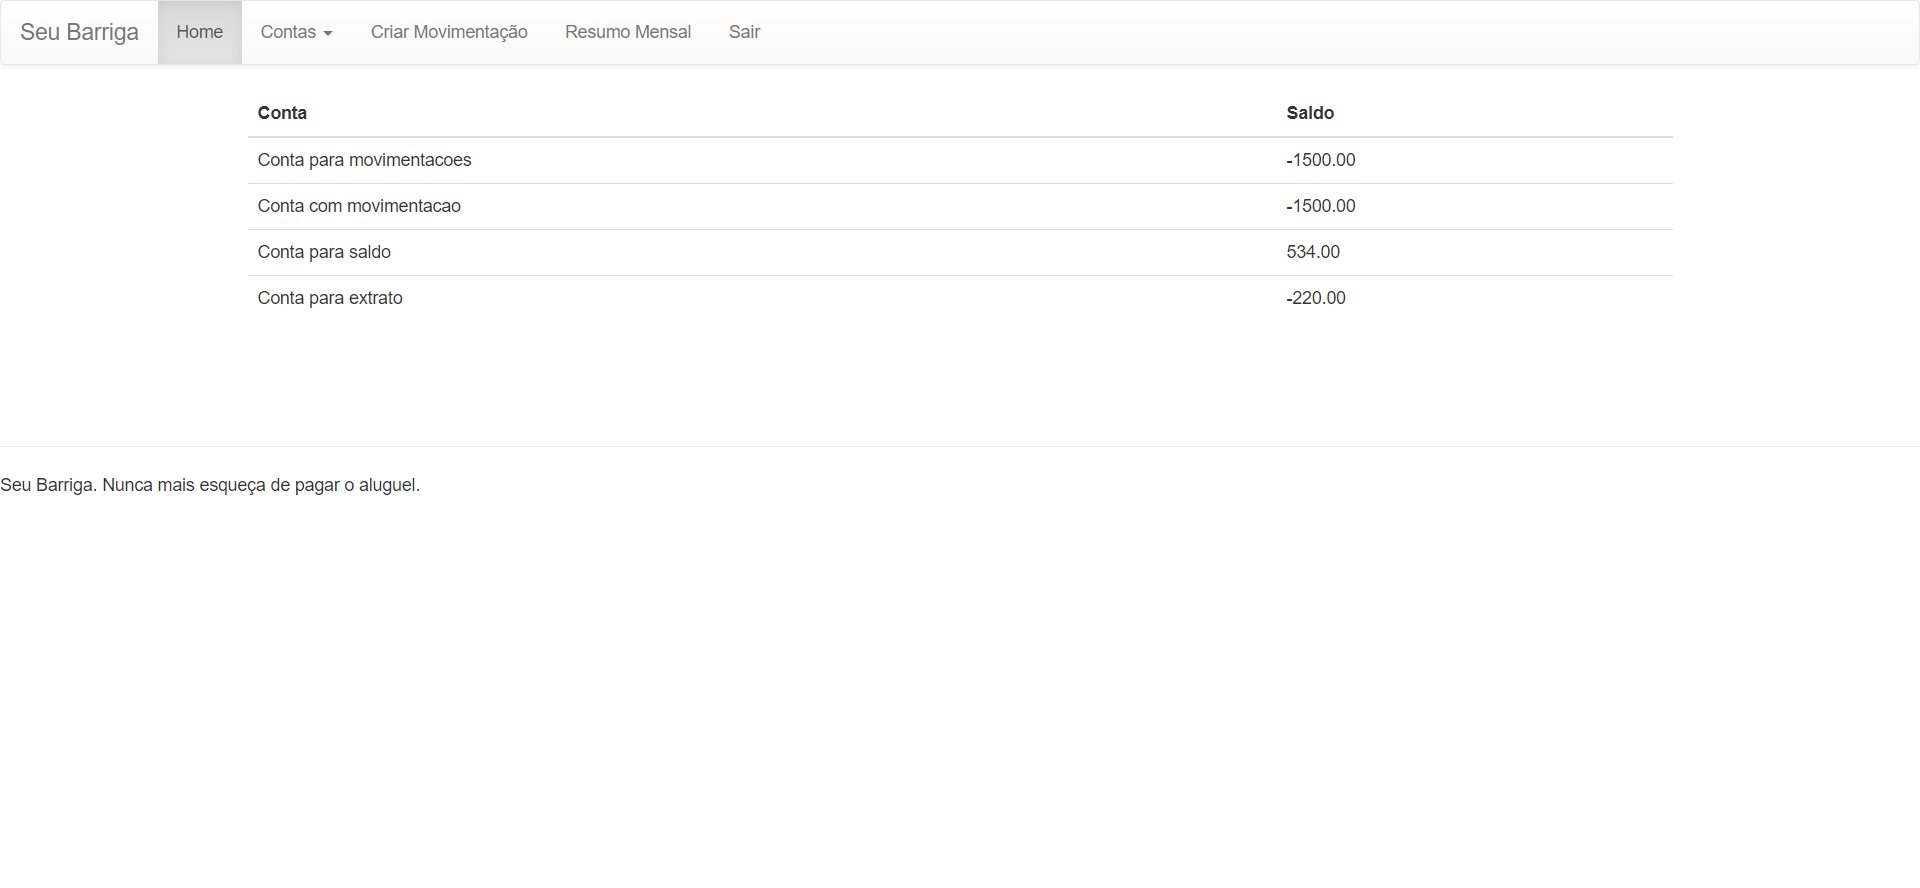 Seu Barriga Home Contas Criar Movimentação Resumo Mensal Sair
Conta Saldo
Conta para movimentacoes -1500.00
Conta com movimentacao -1500.00
Conta para saldo 534.00
Conta para extrato -220.00
Seu Barriga. Nunca mais esqueça de pagar o aluguel.